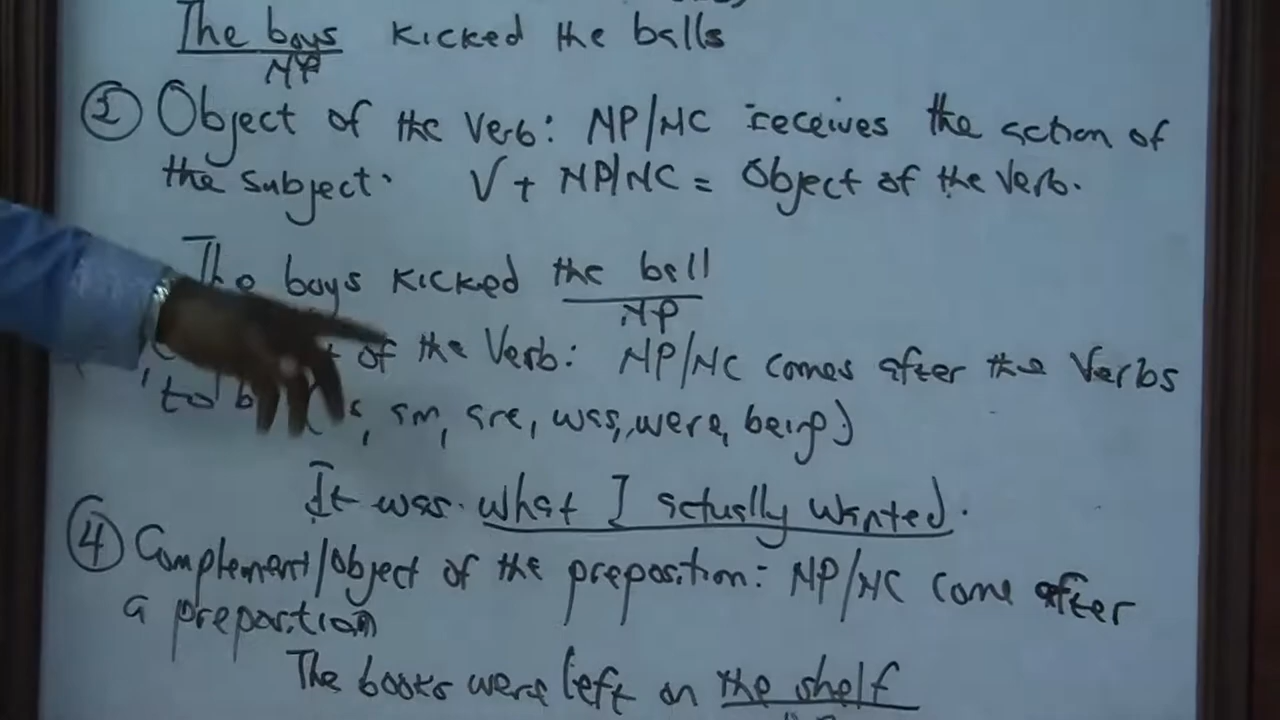 The boys kicked the balls
NP
② Object of the Verb: NP/NC receives the action of
the subject. V + NP/NC = Object of the Verb.
The boys kicked the ball
NP
of the Verb: NP/NC comes after the Verbs
'to b am, are, was, were, being)
It was what I actually wanted.
④ Complement/Object of the preposition: NP/NC come after
a preposition
The books were left on the shelf